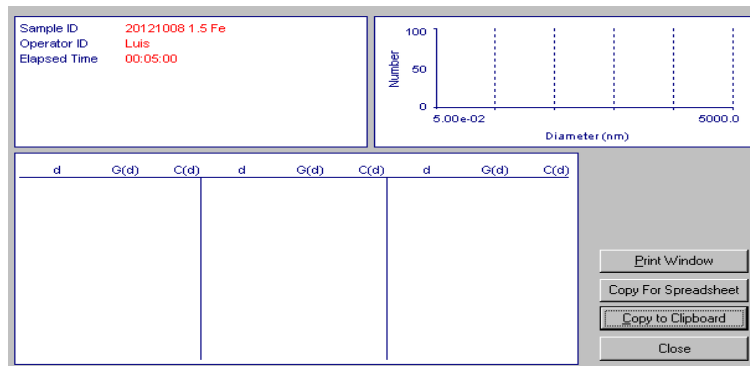 Sample ID 20121008 1.5 Fe
Operator ID Luis
Elapsed Time 00:05:00
100
50
0
Number
5.00e-02 5000.0
Diameter (nm)
d G(d) C(d) d G(d) C(d) d G(d) C(d)
Print Window
Copy For Spreadsheet
Copy to Clipboard
Close